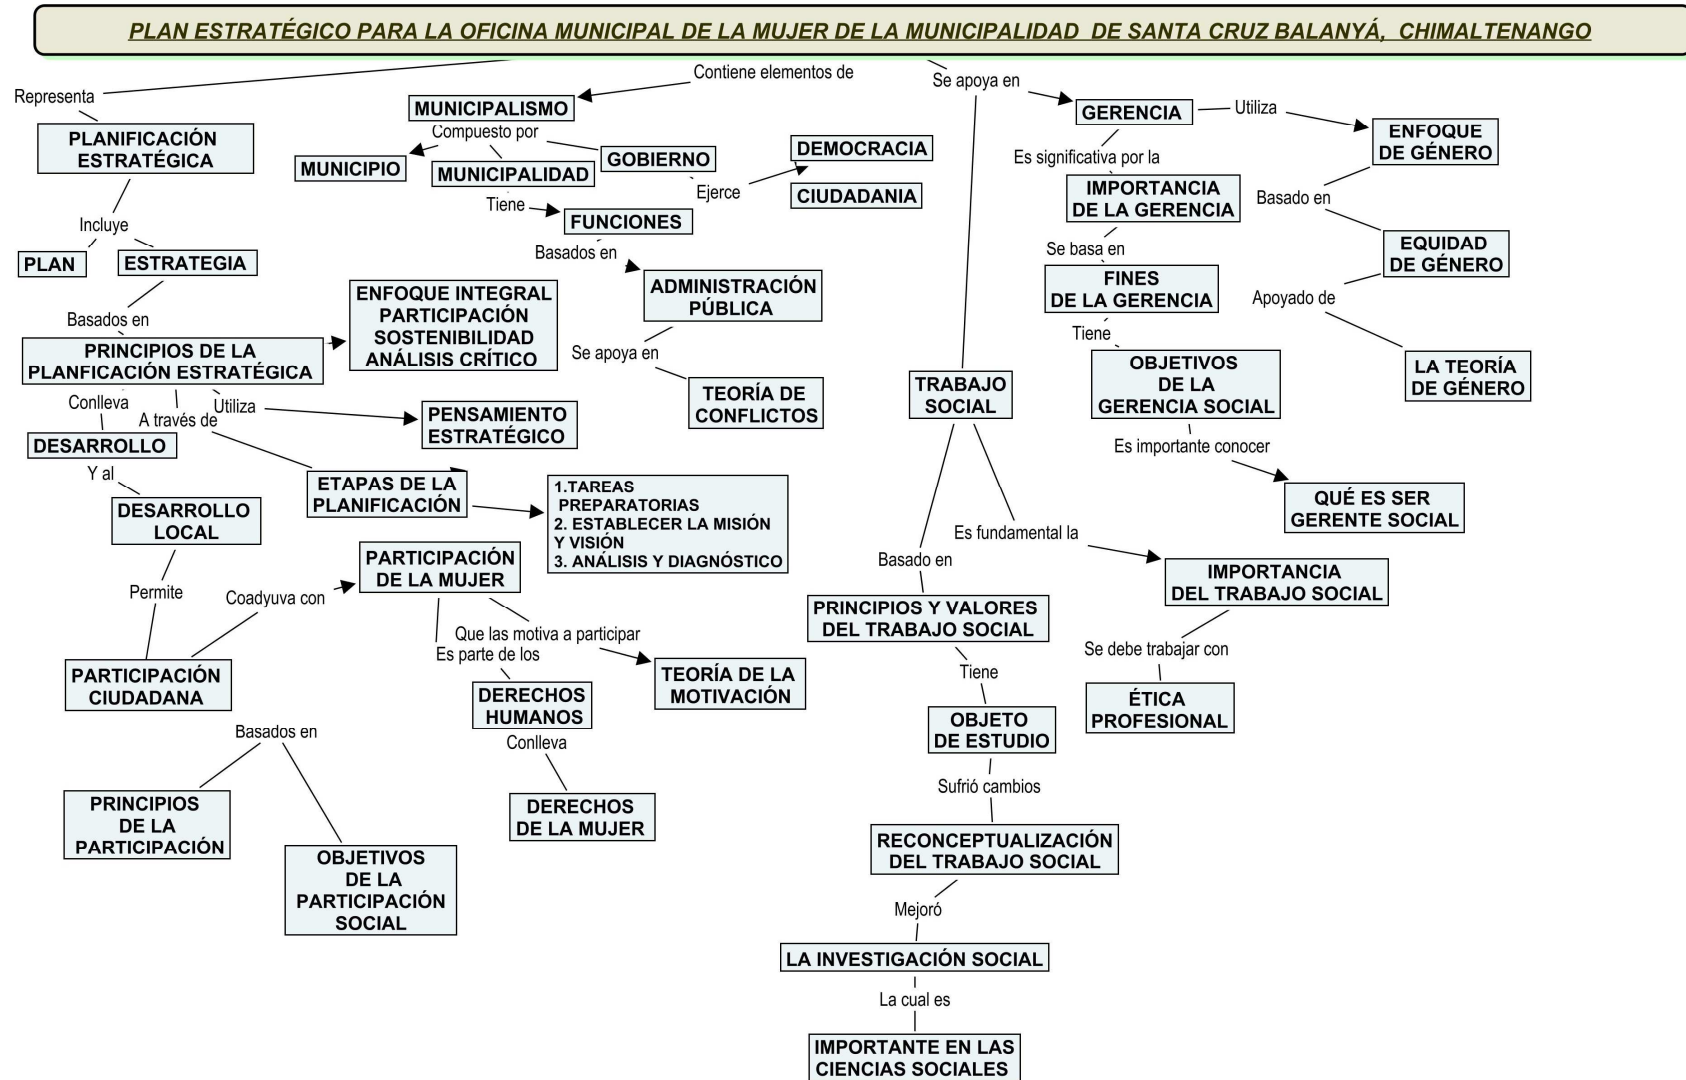 PLAN ESTRATÉGICO PARA LA OFICINA MUNICIPAL DE LA MUJER DE LA MUNICIPALIDAD DE SANTA CRUZ BALANYÁ, CHIMALTENANGO
Representa
PLANIFICACIÓN
ESTRATÉGICA
Incluye
PLAN
ESTRATEGIA
Basados en
PRINCIPIOS DE LA
PLANFICACIÓN ESTRATÉGICA
ENFOQUE INTEGRAL
PARTICIPACIÓN
SOSTENIBILIDAD
ANÁLISIS CRÍTICO
Conlleva
A través de
Utiliza
PENSAMIENTO
ESTRATÉGICO
DESARROLLO
Y al
DESARROLLO
LOCAL
ETAPAS DE LA
PLANIFICACIÓN
1.TAREAS
PREPARATORIAS
2. ESTABLECER LA MISIÓN
Y VISIÓN
3. ANÁLISIS Y DIAGNÓSTICO
Permite
PARTICIPACIÓN
CIUDADANA
Coadyuva con
PARTICIPACIÓN
DE LA MUJER
Que las motiva a participar
Es parte de los
TEORÍA DE LA
MOTIVACIÓN
DERECHOS
HUMANOS
Conlleva
DERECHOS
DE LA MUJER
Basados en
PRINCIPIOS
DE LA
PARTICIPACIÓN
OBJETIVOS
DE LA
PARTICIPACIÓN
SOCIAL
Contiene elementos de
MUNICIPALISMO
Compuesto por
MUNICIPIO
MUNICIPALIDAD
GOBIERNO
Ejerce
DEMOCRACIA
CIUDADANIA
Tiene
FUNCIONES
Basados en
ADMINISTRACIÓN
PÚBLICA
Se apoya en
TEORÍA DE
CONFLICTOS
Se apoya en
TRABAJO
SOCIAL
Basado en
PRINCIPIOS Y VALORES
DEL TRABAJO SOCIAL
Tiene
OBJETO
DE ESTUDIO
Sufrió cambios
RECONCEPTUALIZACIÓN
DEL TRABAJO SOCIAL
Mejoró
LA INVESTIGACIÓN SOCIAL
La cual es
IMPORTANTE EN LAS
CIENCIAS SOCIALES
Es fundamental la
IMPORTANCIA
DEL TRABAJO SOCIAL
Se debe trabajar con
ÉTICA
PROFESIONAL
GERENCIA
Es significativa por la
IMPORTANCIA
DE LA GERENCIA
Se basa en
FINES
DE LA GERENCIA
Tiene
OBJETIVOS
DE LA
GERENCIA SOCIAL
Es importante conocer
QUÉ ES SER
GERENTE SOCIAL
Utiliza
ENFOQUE
DE GÉNERO
Basado en
EQUIDAD
DE GÉNERO
Apoyado de
LA TEORÍA
DE GÉNERO